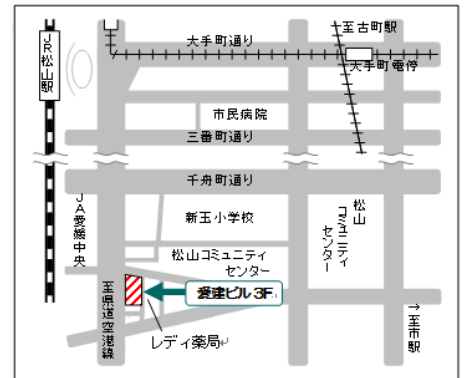 至古町駅
大手町通り
大手町電停
JR松山駅
市民病院
三番町通り
千舟町通り
JA愛媛中央
新玉小学校
松山
コミュニティ
センター
松山コミュニティ
センター
愛建ビル3F
至県道空港線
レディ薬局
→至市駅